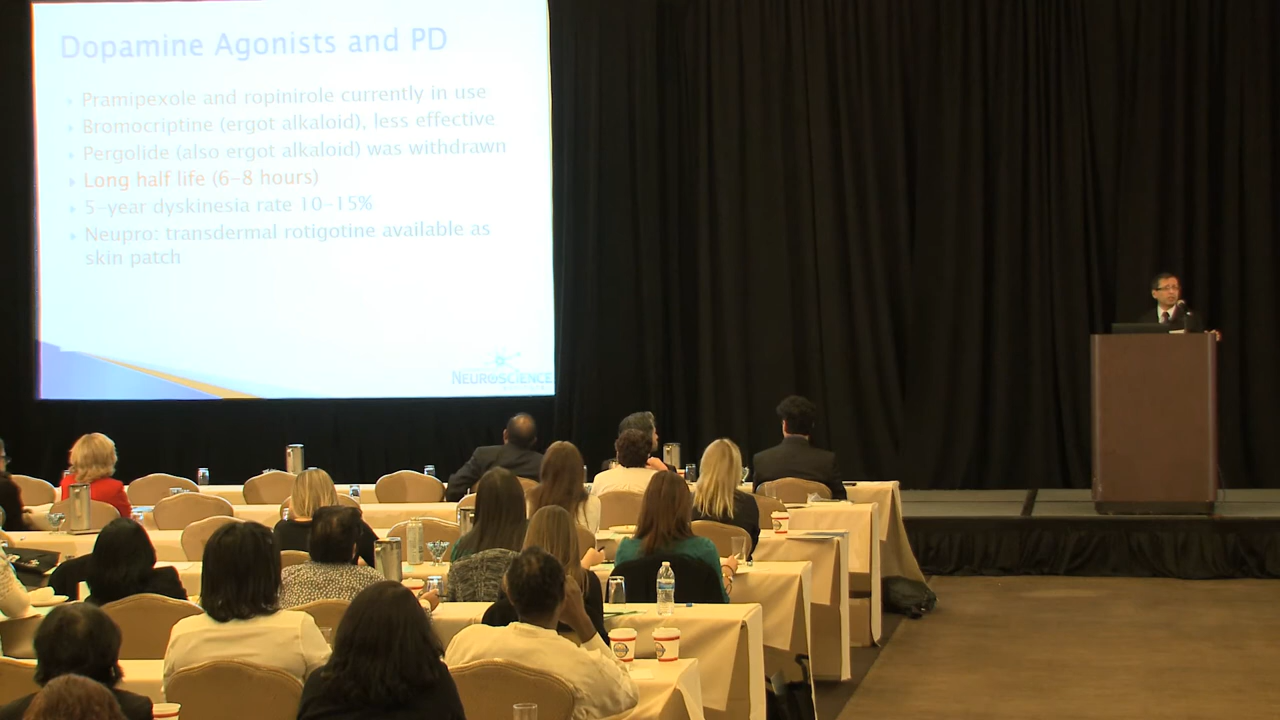 Dopamine Agonists and PD
Pramipexole and ropinirole currently in use
Bromocriptine (ergot alkaloid), less effective
Pergolide (also ergot alkaloid) was withdrawn
Long half life (6-8 hours)
5-year dyskinesia rate 10-15%
Neupro: transdermal rotigotine available as
skin patch
NEUROSCIENCE